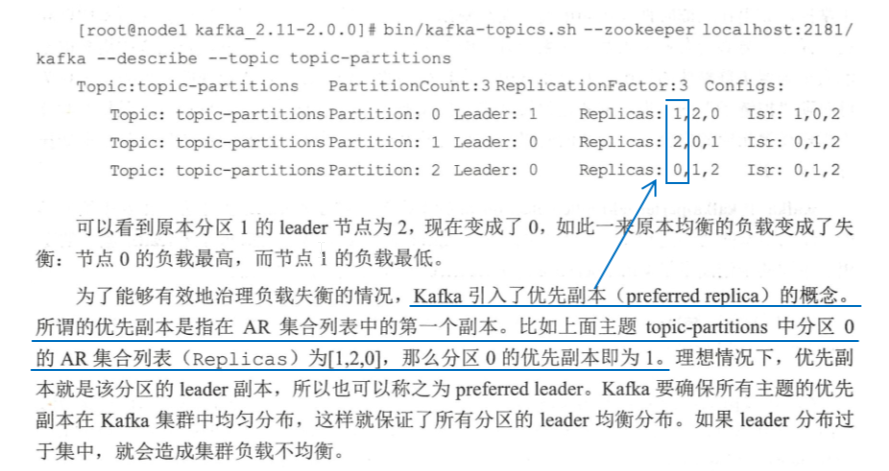 [root@node1 kafka_2.11-2.0.0]# bin/kafka-topics.sh --zookeeper localhost:2181/
kafka --describe --topic topic-partitions
Topic:topic-partitions PartitionCount:3 ReplicationFactor:3 Configs:
Topic: topic-partitions Partition: 0 Leader: 1 Replicas: 1,2,0 Isr: 1,0,2
Topic: topic-partitions Partition: 1 Leader: 0 Replicas: 2,0,1 Isr: 0,1,2
Topic: topic-partitions Partition: 2 Leader: 0 Replicas: 0,1,2 Isr: 0,1,2
可以看到原本分区 1 的 leader 节点为 2，现在变成了 0，如此一来原本均衡的负载变成了失
衡：节点 0 的负载最高，而节点 1 的负载最低。
为了能够有效地治理负载失衡的情况，Kafka 引入了优先副本（preferred replica）的概念。
所谓的优先副本是指在 AR 集合列表中的第一个副本。比如上面主题 topic-partitions 中分区 0
的 AR 集合列表（Replicas）为[1,2,0]，那么分区 0 的优先副本即为 1。理想情况下，优先副
本就是该分区的 leader 副本，所以也可以称之为 preferred leader。Kafka 要确保所有主题的优先
副本在 Kafka 集群中均匀分布，这样就保证了所有分区的 leader 均衡分布。如果 leader 分布过
于集中，就会造成集群负载不均衡。